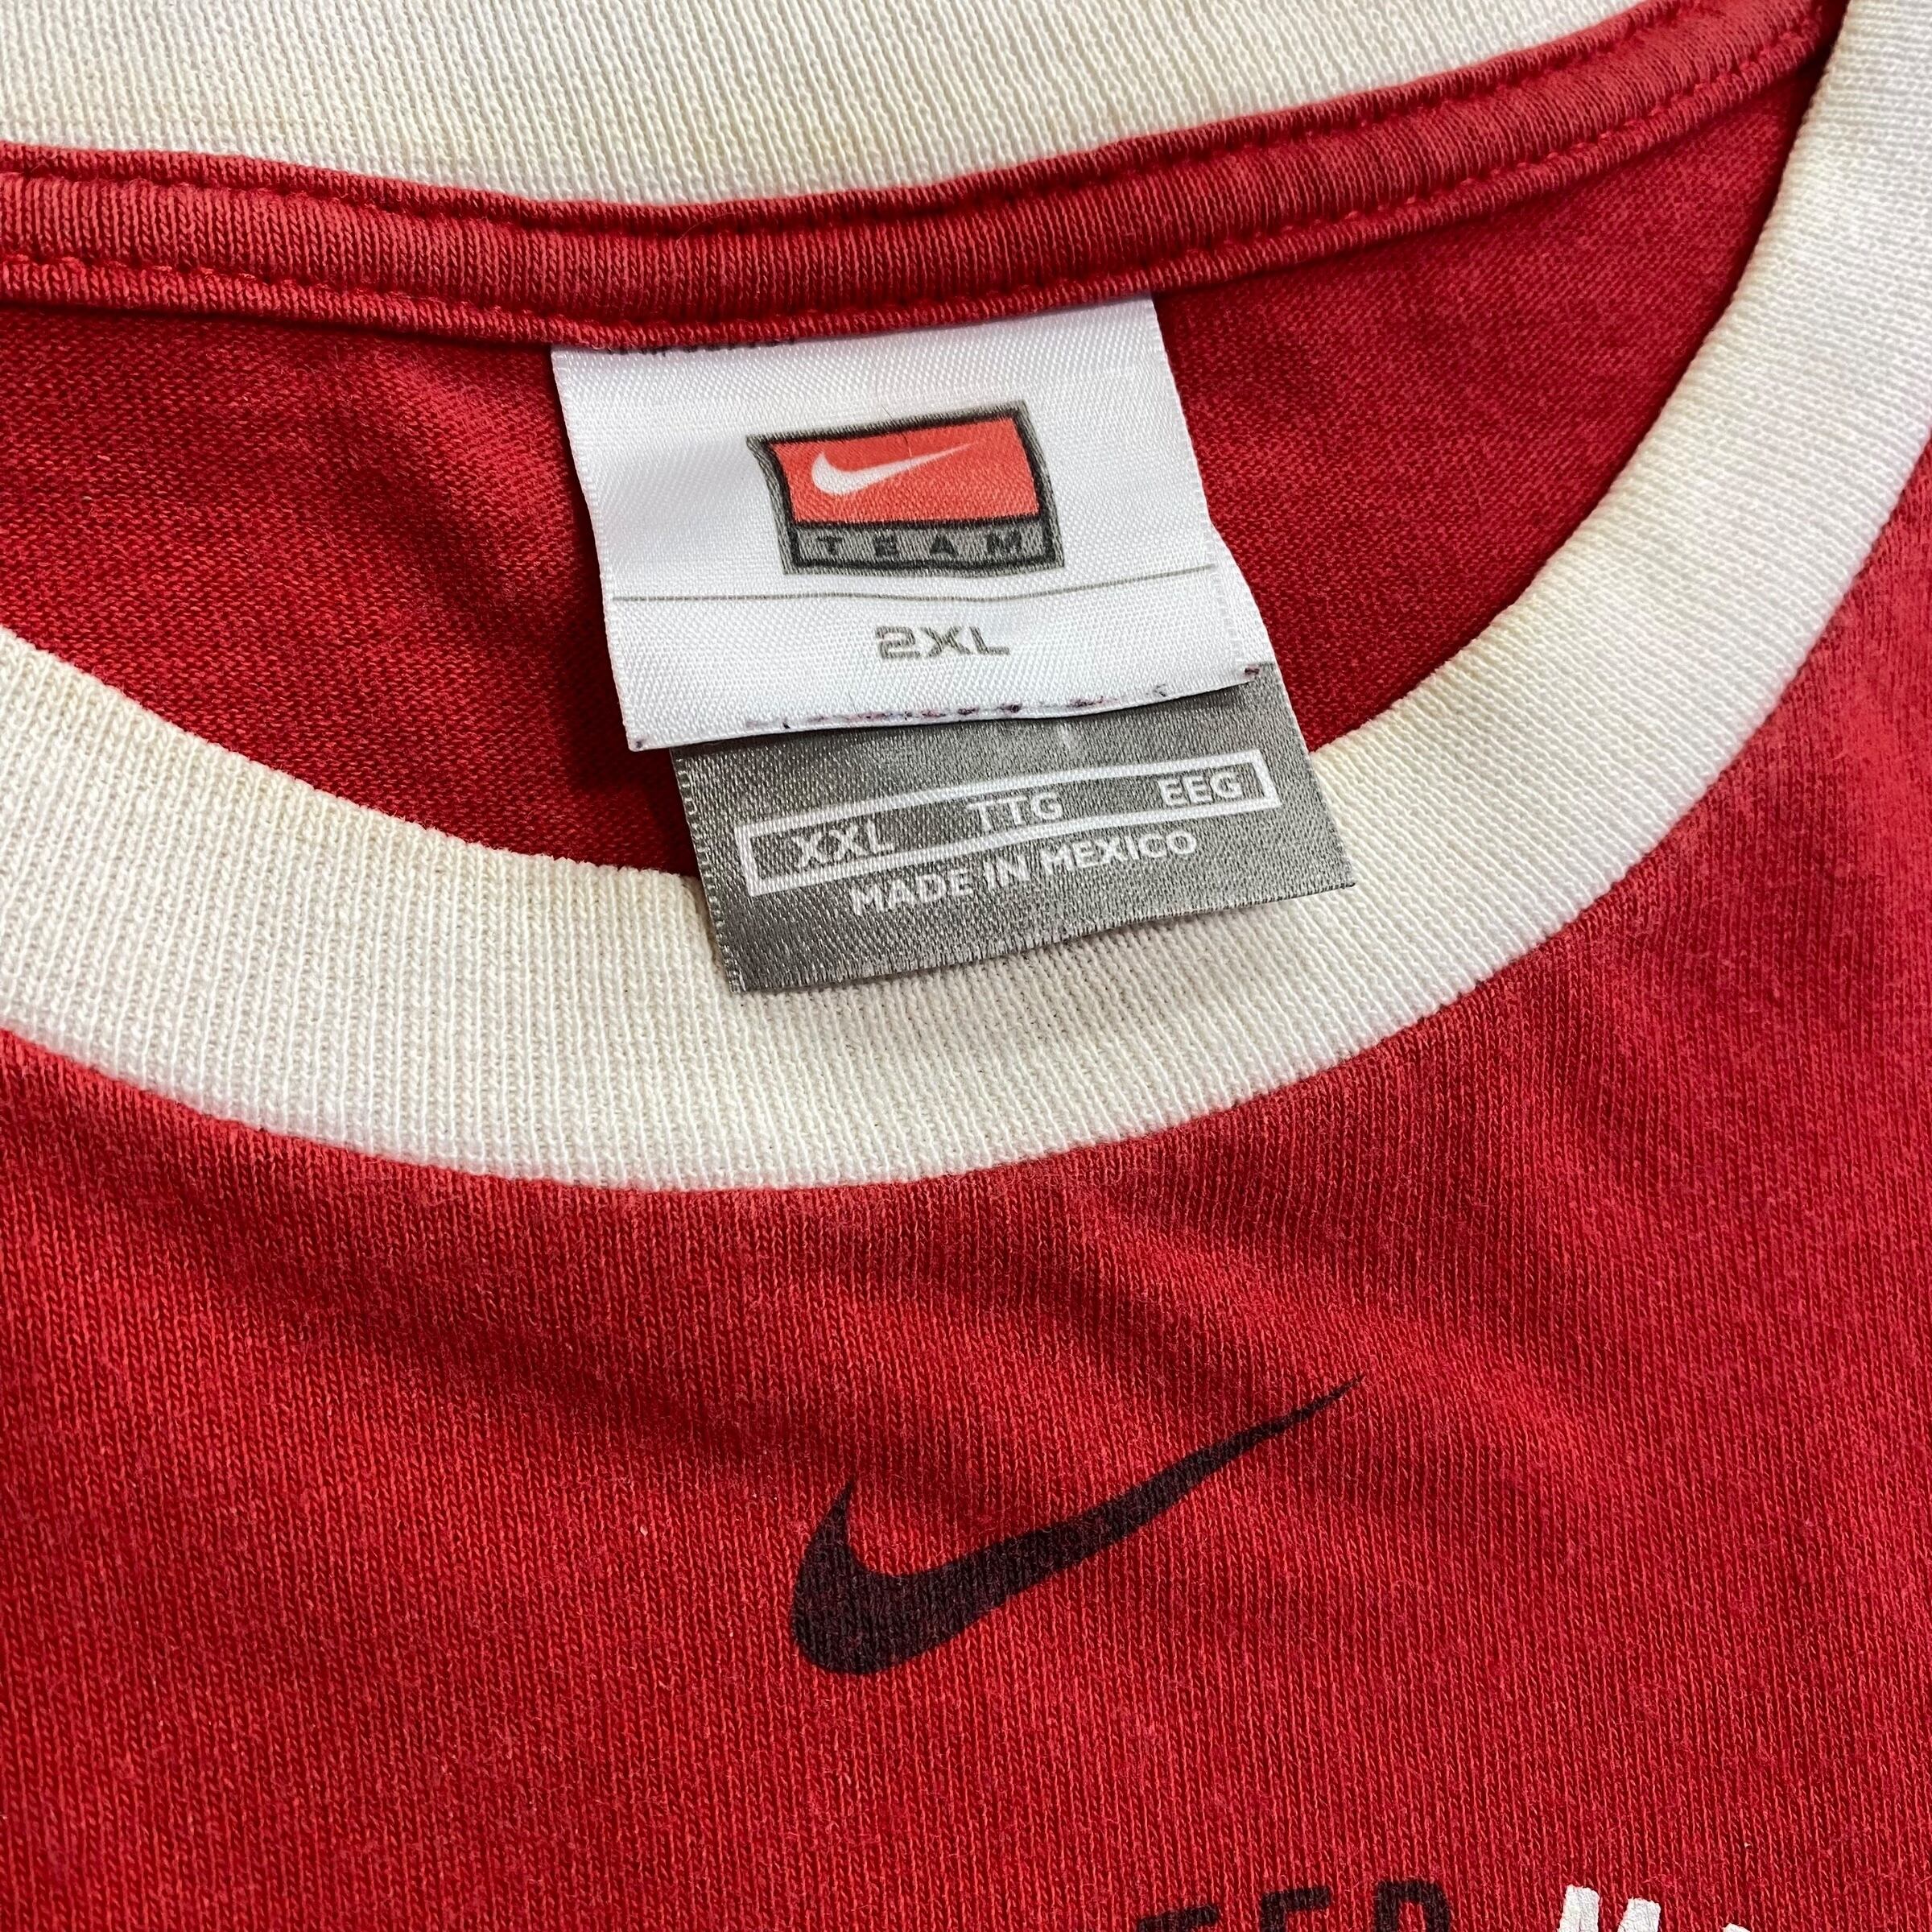 TEAM
2XL
XXL TTG EEG
MADE IN MEXICO